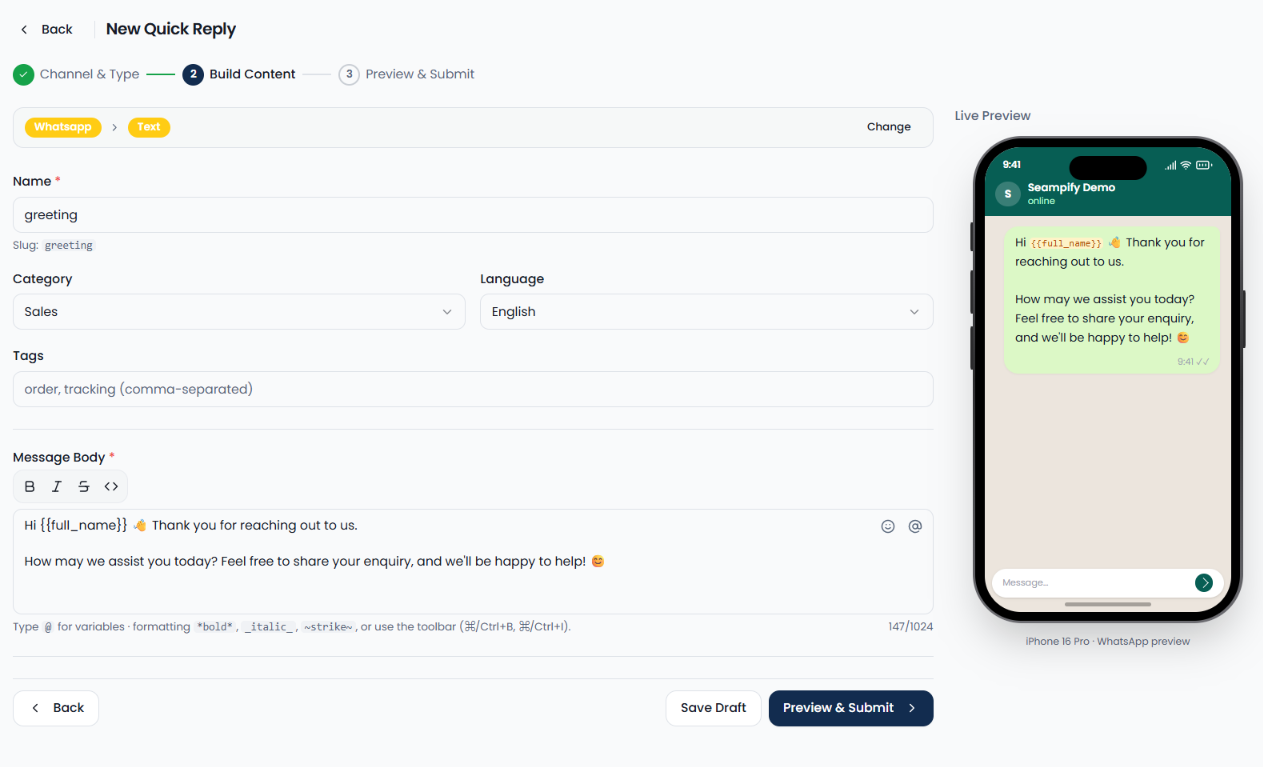 Back
New Quick Reply
Channel & Type
2 Build Content
3 Preview & Submit
Whatsapp > Text
Change
Name *
greeting
Slug: greeting
Category
Sales
Language
English
Tags
order, tracking (comma-separated)
Message Body *
B I S <>
Hi {{full_name}} 👋 Thank you for reaching out to us.
How may we assist you today? Feel free to share your enquiry, and we'll be happy to help! 😊
Type @ for variables · formatting *bold*, _italic_, ~strike~, or use the toolbar (⌘/Ctrl+B, ⌘/Ctrl+I).
147/1024
Back
Save Draft
Preview & Submit
Live Preview
9:41
S
Seampify Demo
online
Hi {{full_name}} 👋 Thank you for
reaching out to us.
How may we assist you today?
Feel free to share your enquiry,
and we'll be happy to help! 😊
9:41 ✓✓
Message...
iPhone 16 Pro · WhatsApp preview